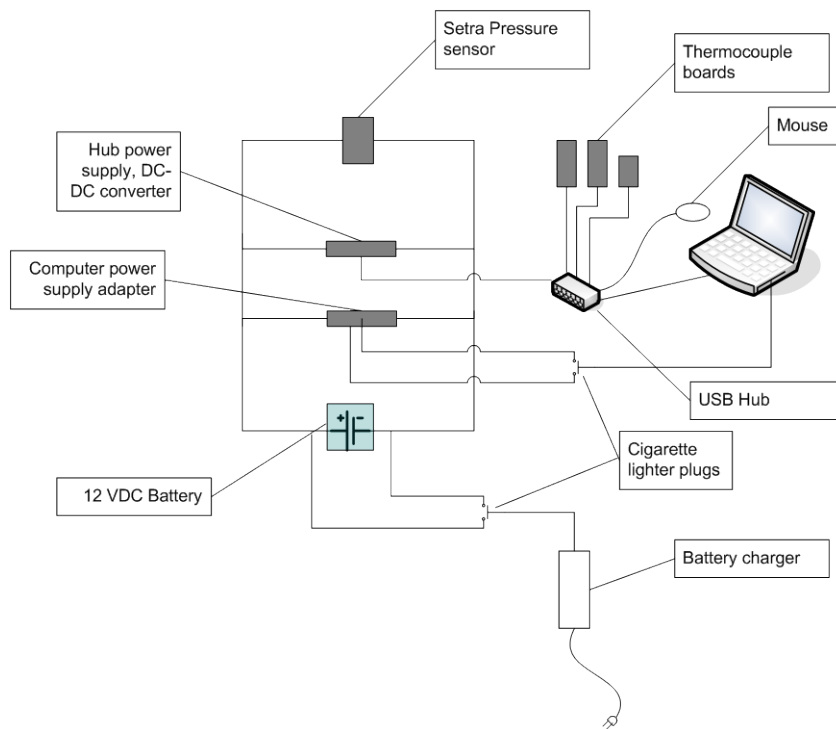 Setra Pressure
sensor
Thermocouple
boards
Mouse
Hub power
supply, DC-
DC converter
Computer power
supply adapter
+ -
USB Hub
Cigarette
lighter plugs
12 VDC Battery
Battery charger